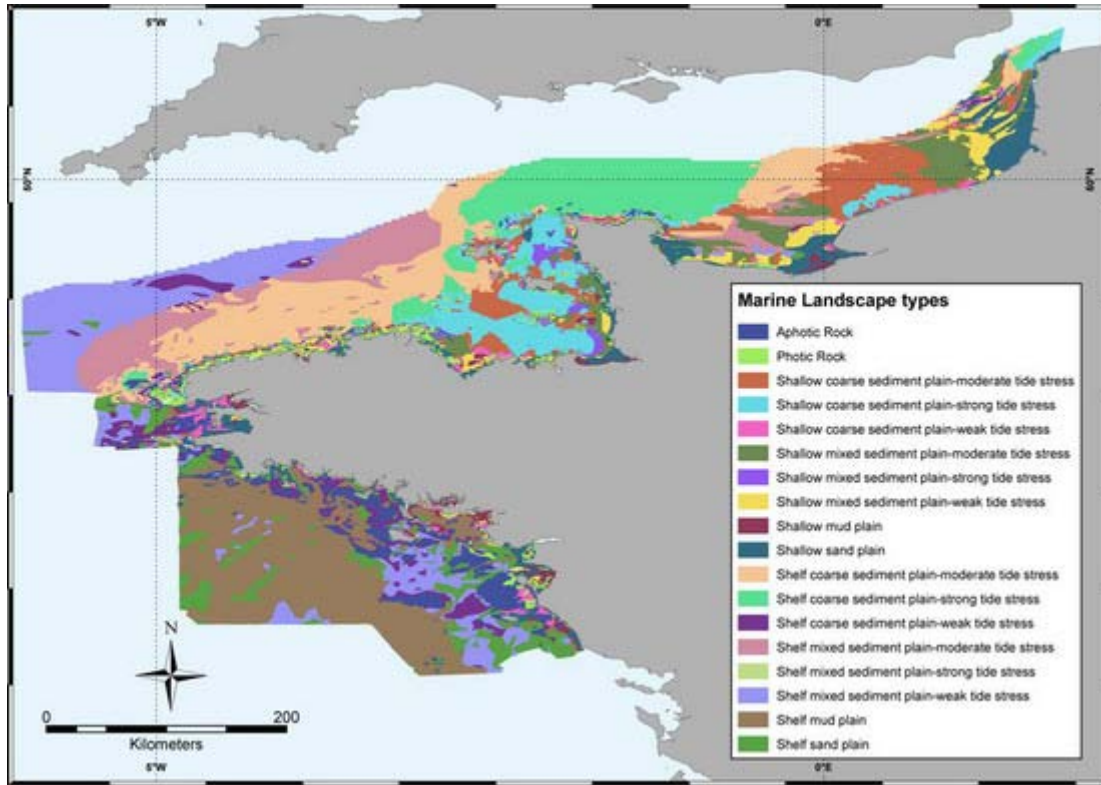 5°W
0°E
50°N
50°N
Marine Landscape types
Aphotic Rock
Photic Rock
Shallow coarse sediment plain-moderate tide stress
Shallow coarse sediment plain-strong tide stress
Shallow coarse sediment plain-weak tide stress
Shallow mixed sediment plain-moderate tide stress
Shallow mixed sediment plain-strong tide stress
Shallow mixed sediment plain-weak tide stress
Shallow mud plain
Shallow sand plain
Shelf coarse sediment plain-moderate tide stress
Shelf coarse sediment plain-strong tide stress
Shelf coarse sediment plain-weak tide stress
Shelf mixed sediment plain-moderate tide stress
Shelf mixed sediment plain-strong tide stress
Shelf mixed sediment plain-weak tide stress
Shelf mud plain
Shelf sand plain
N
0
200
Kilometers
5°W
0°E